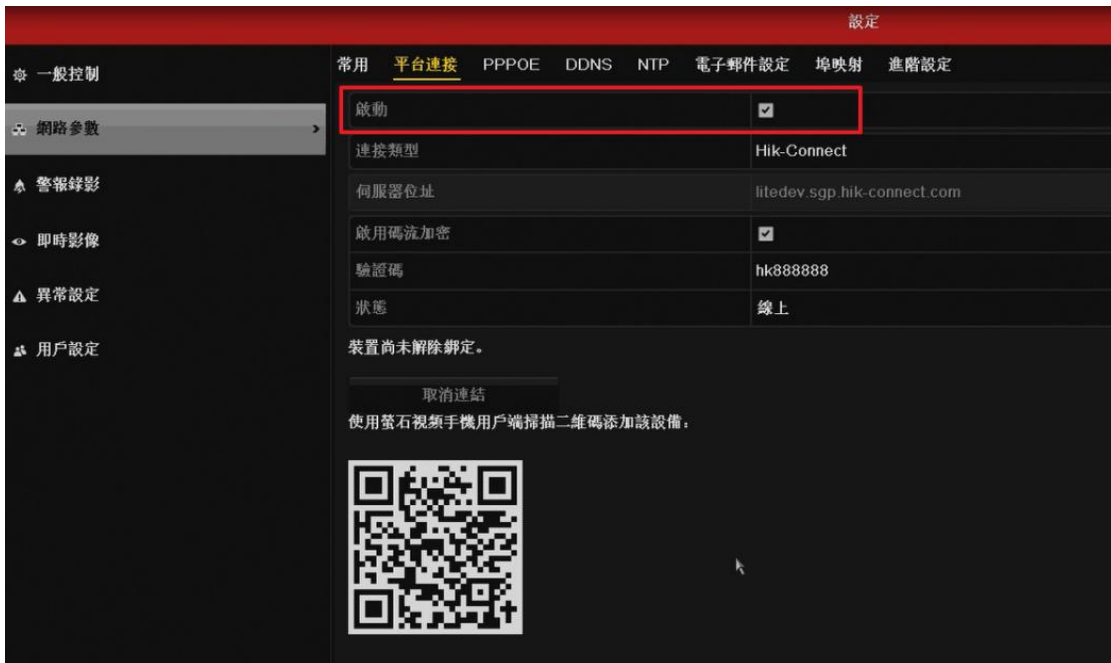 設定
一般控制
網路參數
警報錄影
即時影像
異常設定
用戶設定
常用 平台連接 PPPOE DDNS NTP 電子郵件設定 埠映射 進階設定
啟動
連接類型 Hik-Connect
伺服器位址 litedev.sgp.hik-connect.com
啟用碼流加密
驗證碼 hk888888
狀態 線上
裝置尚未解除綁定。
取消連結
使用螢石視頻手機用戶端掃描二維碼添加該設備: